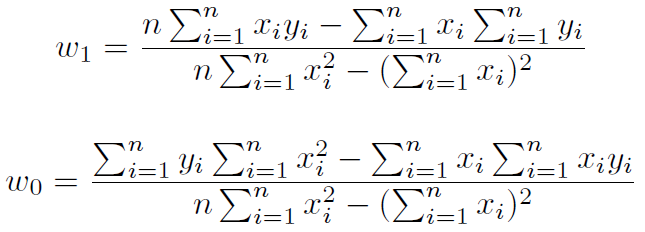 w_1 = \frac{n \sum_{i=1}^{n} x_i y_i - \sum_{i=1}^{n} x_i \sum_{i=1}^{n} y_i}{n \sum_{i=1}^{n} x_i^2 - (\sum_{i=1}^{n} x_i)^2}
w_0 = \frac{\sum_{i=1}^{n} y_i \sum_{i=1}^{n} x_i^2 - \sum_{i=1}^{n} x_i \sum_{i=1}^{n} x_i y_i}{n \sum_{i=1}^{n} x_i^2 - (\sum_{i=1}^{n} x_i)^2}